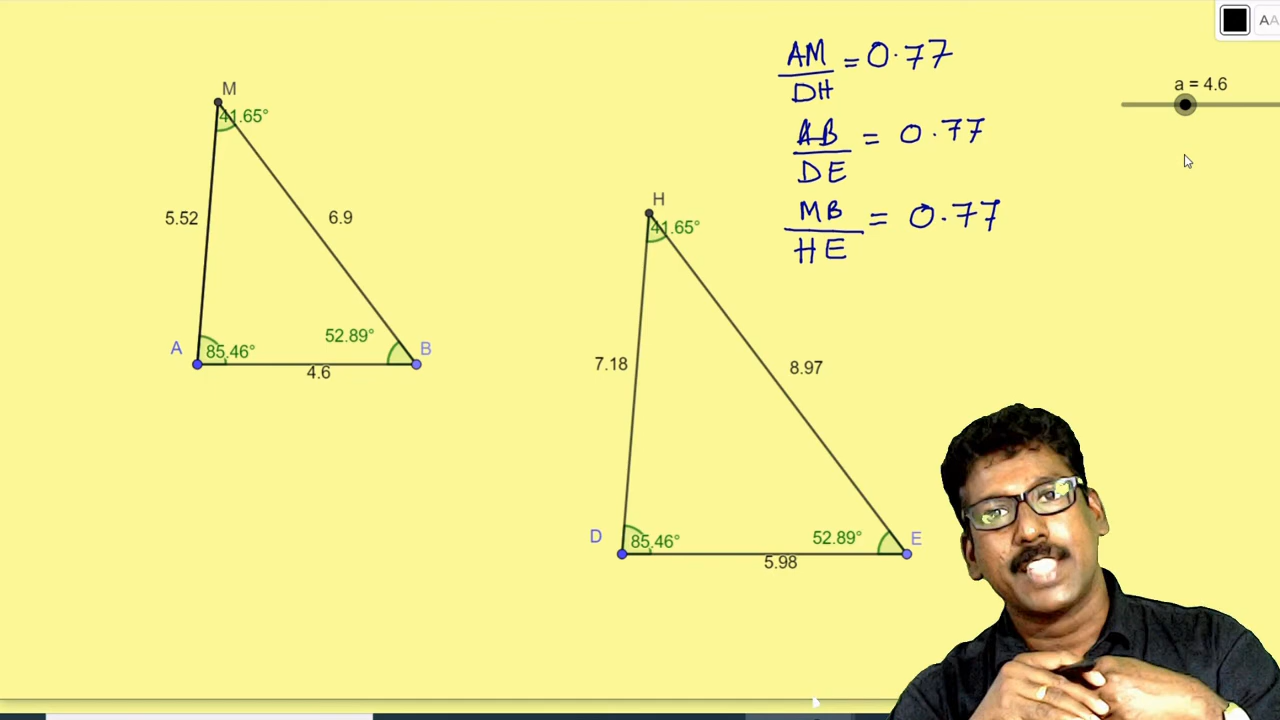 M
41.65°
5.52
6.9
A
85.46°
52.89°
B
4.6
H
41.65°
7.18
8.97
D
85.46°
52.89°
E
5.98
AM/DH = 0.77
AB/DE = 0.77
MB/HE = 0.77
a = 4.6
AA